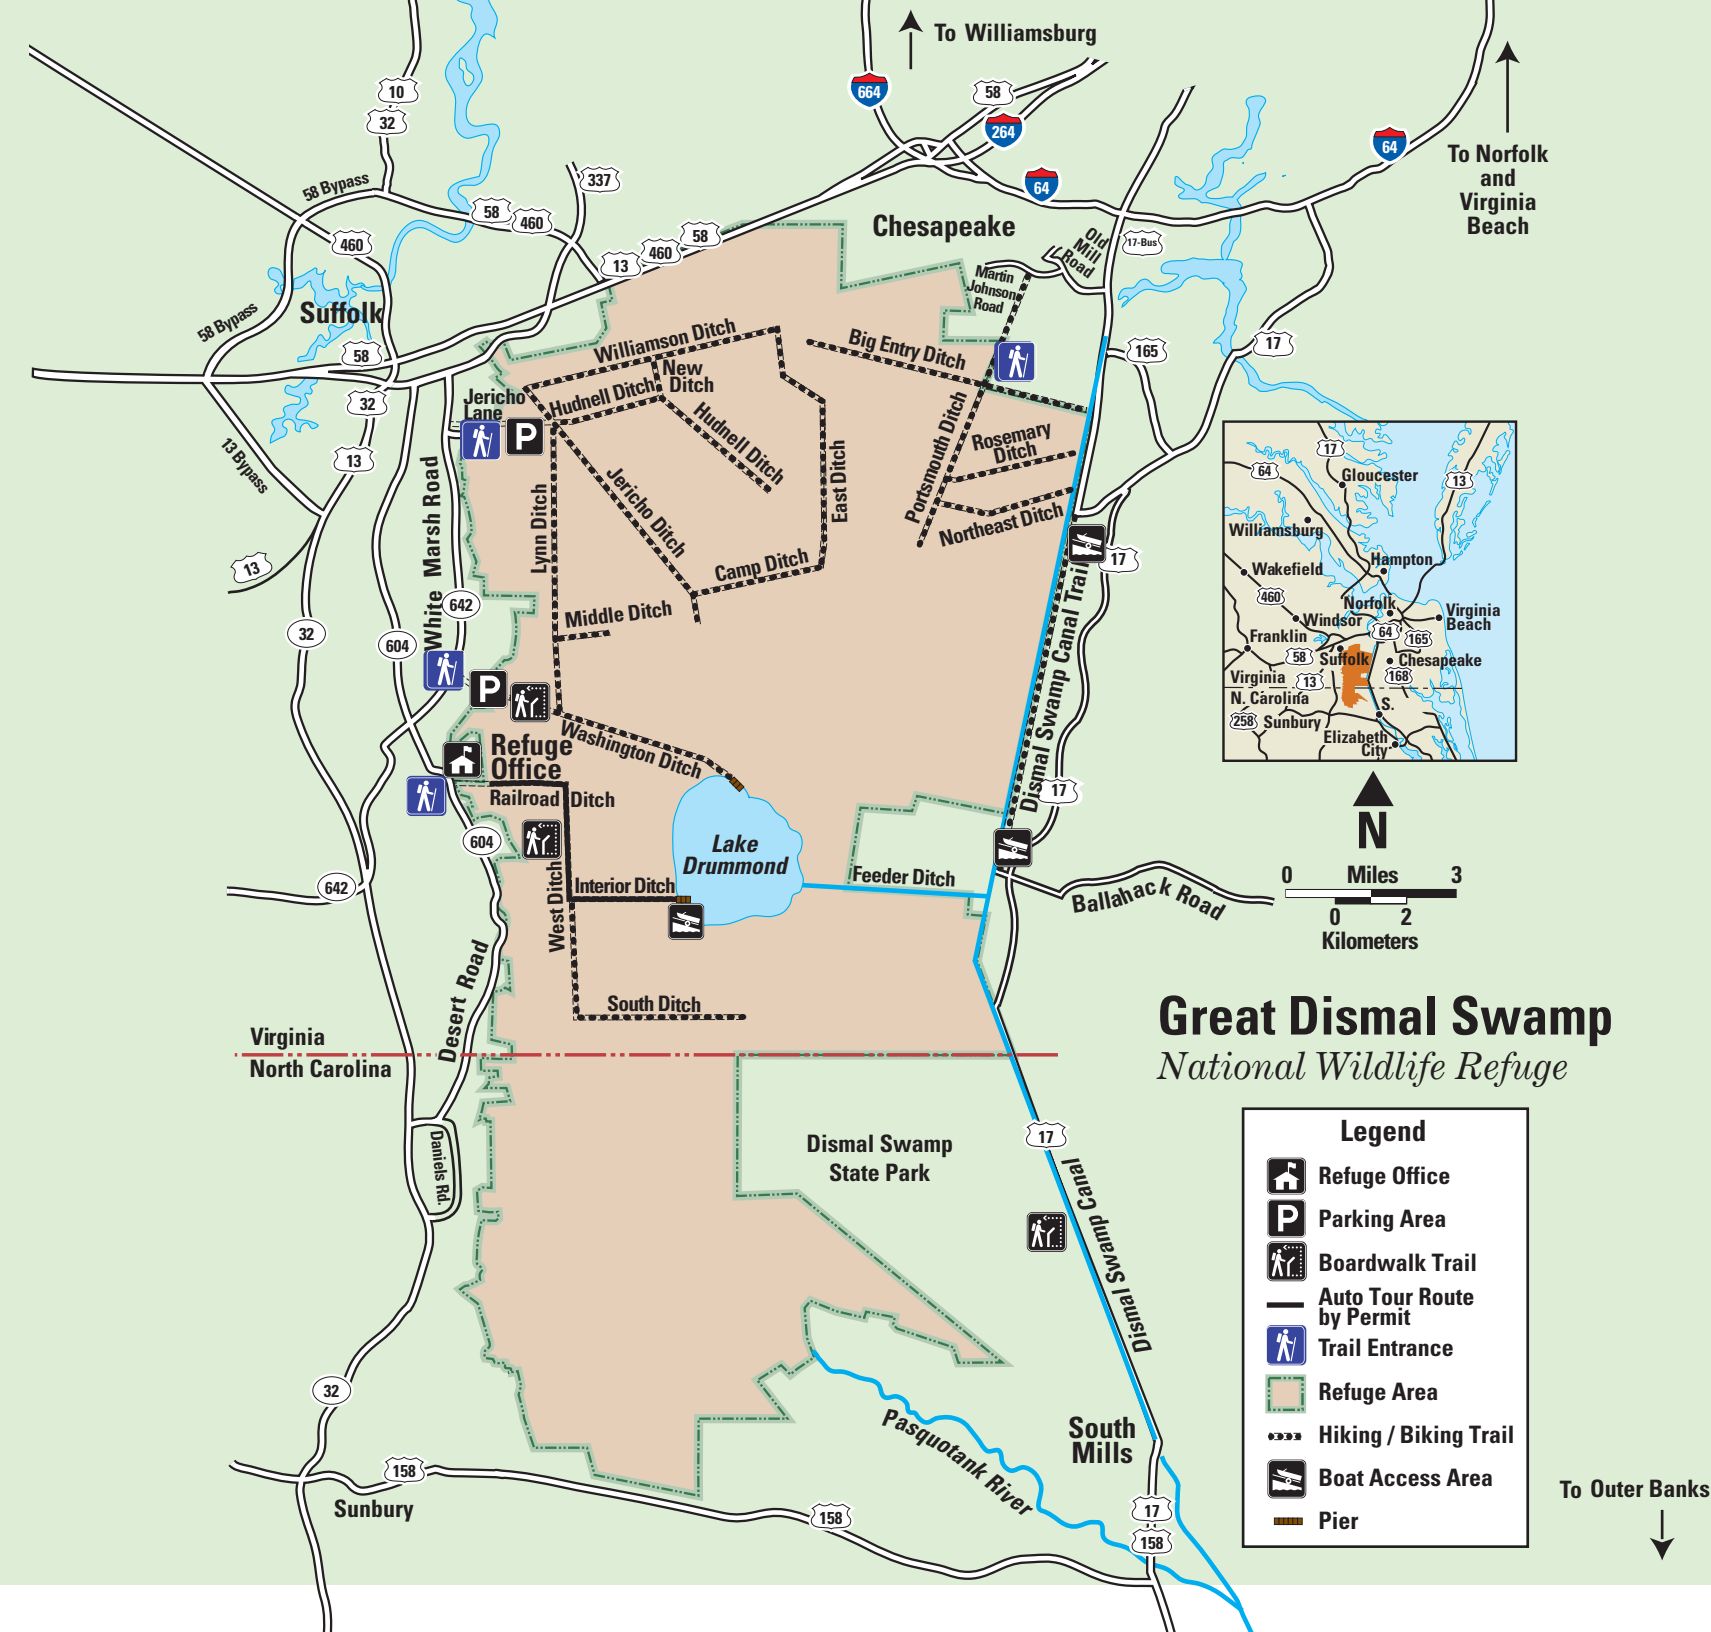 To Williamsburg
664
58
264
64
64
To Norfolk
and
Virginia
Beach
10
32
58 Bypass
58
460
337
460
13
460
58
Chesapeake
Old
Mill
Road
17-Bus
Martin
Johnson
Road
Suffolk
58 Bypass
58
32
13
13 Bypass
13
Williamson Ditch
New
Ditch
Hudnell Ditch
Hudnell Ditch
Big Entry Ditch
165
17
Jericho
Lane
P
Jericho Ditch
Lynn Ditch
East Ditch
Camp Ditch
Middle Ditch
Portsmouth Ditch
Rosemary
Ditch
Northeast Ditch
17
White Marsh Road
642
604
32
P
Washington Ditch
Refuge
Office
Railroad Ditch
604
642
West Ditch
Interior Ditch
Lake
Drummond
Feeder Ditch
Dismal Swamp Canal Trail
17
Ballahack Road
South Ditch
Desert Road
Virginia
North Carolina
Daniels Rd.
Dismal Swamp
State Park
17
Dismal Swamp Canal
32
158
Sunbury
158
Pasquotank River
South
Mills
17
158
17
64
Gloucester
13
Williamsburg
Hampton
Wakefield
460
Norfolk
Windsor
Virginia
Beach
64
165
Franklin
58
Suffolk
Chesapeake
Virginia
13
168
N. Carolina
S.
258
Sunbury
Elizabeth
City
N
0 Miles 3
0 2
Kilometers
Great Dismal Swamp
National Wildlife Refuge
Legend
Refuge Office
P
Parking Area
Boardwalk Trail
Auto Tour Route
by Permit
Trail Entrance
Refuge Area
Hiking / Biking Trail
Boat Access Area
Pier
To Outer Banks